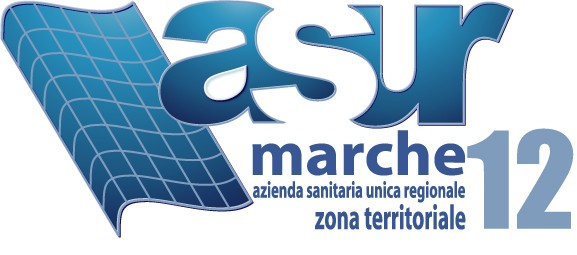 asur
marche
azienda sanitaria unica regionale
zona territoriale 12